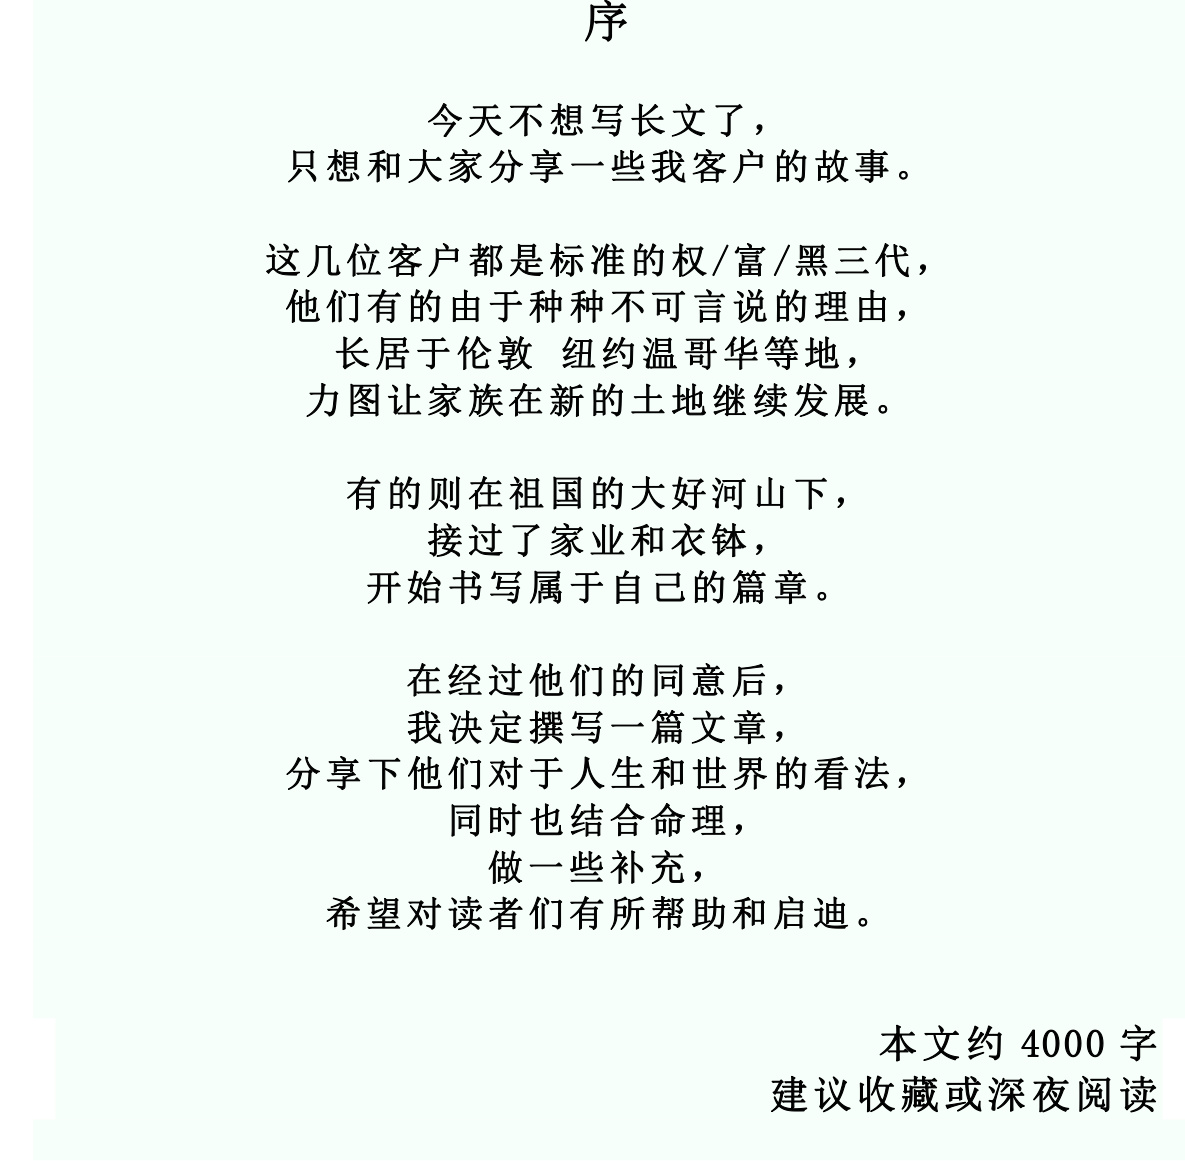 序
今天不想写长文了，
只想和大家分享一些我客户的故事。
这几位客户都是标准的权/富/黑三代，
他们有的由于种种不可言说的理由，
长居于伦敦 纽约温哥华等地，
力图让家族在新的土地继续发展。
有的则在祖国的大好河山下，
接过了家业和衣钵，
开始书写属于自己的篇章。
在经过他们的同意后，
我决定撰写一篇文章，
分享下他们对于人生和世界的看法，
同时也结合命理，
做一些补充，
希望对读者们有所帮助和启迪。
本文约 4000 字
建议收藏或深夜阅读